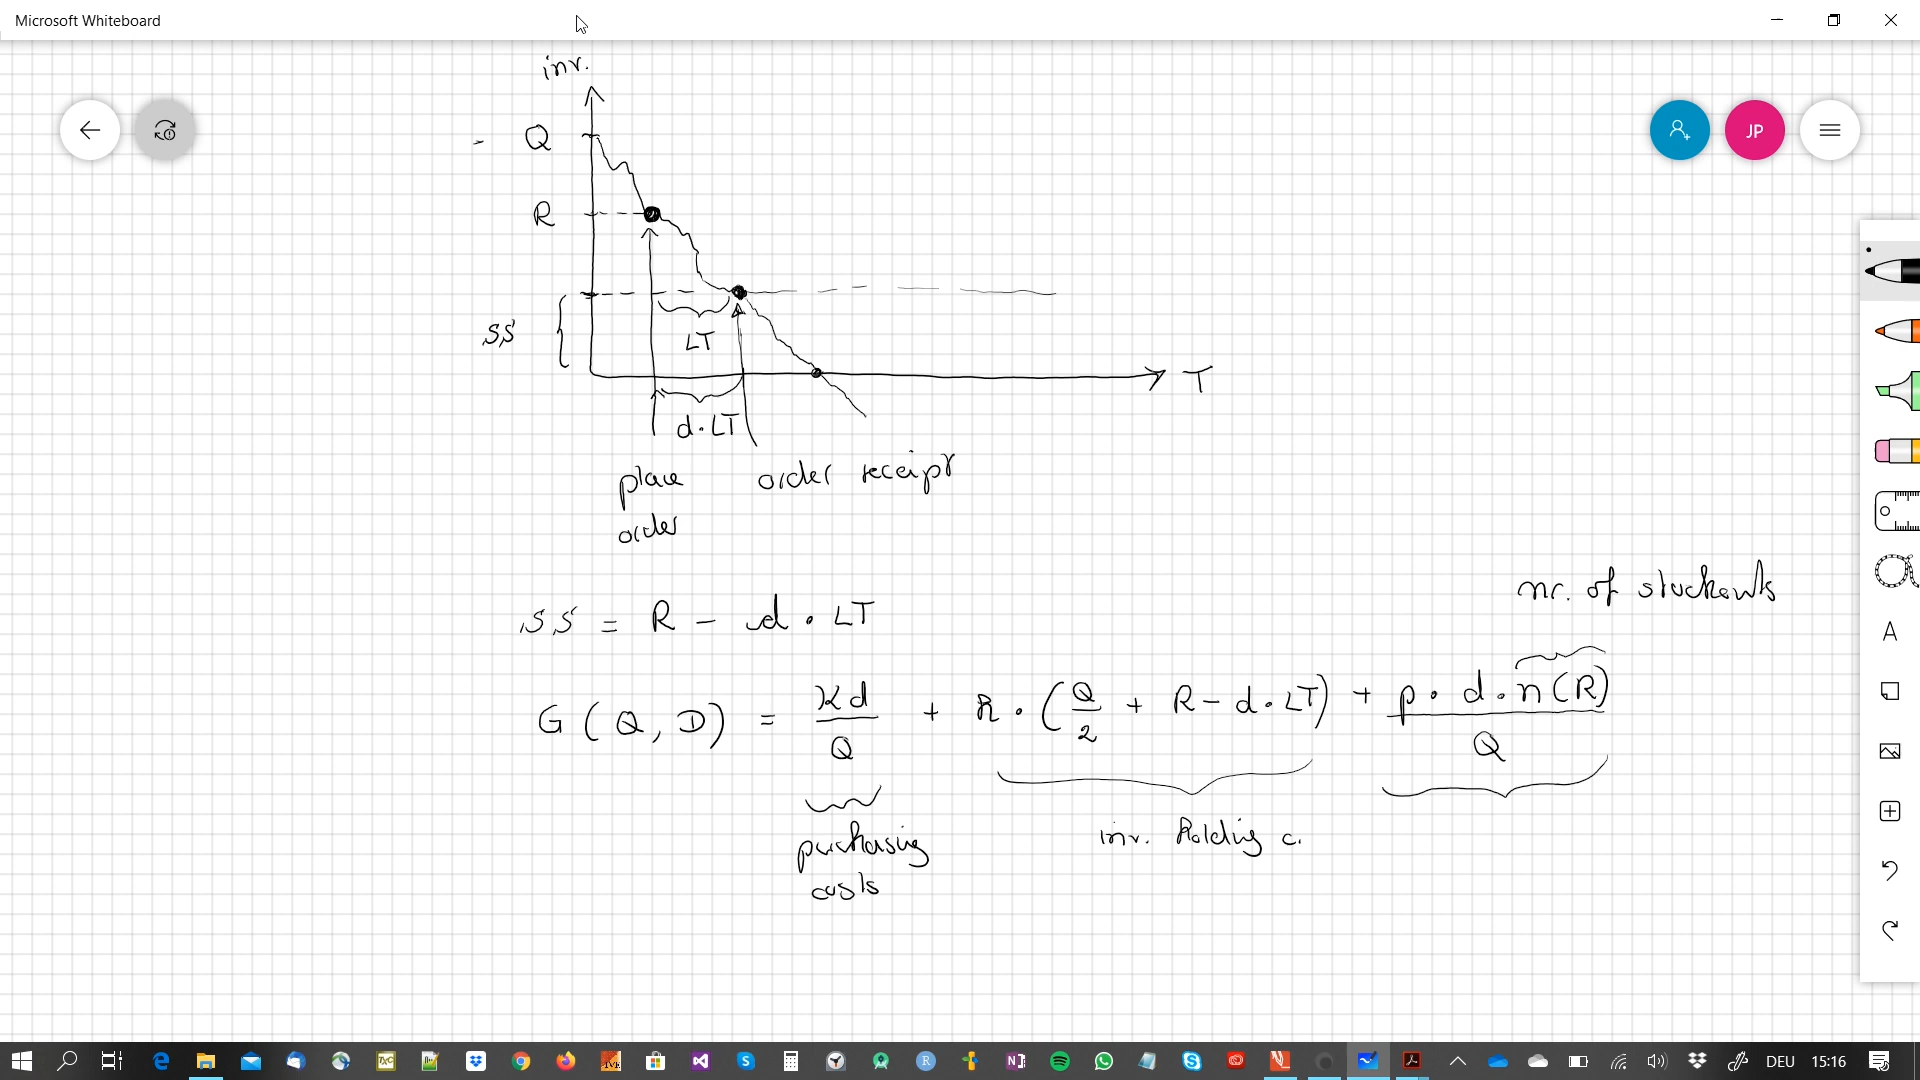 Microsoft Whiteboard
inv.
- Q
R
SS
LT
T
d·LT
JP
place order receipt
order
nr. of stockouts
SS = R - d · LT
G (Q, D) = Kd/Q + h · (Q/2 + R - d · LT) + p · d · n(R)/Q
purchasing
costs
inv. holding c.
A
DEU 15:16